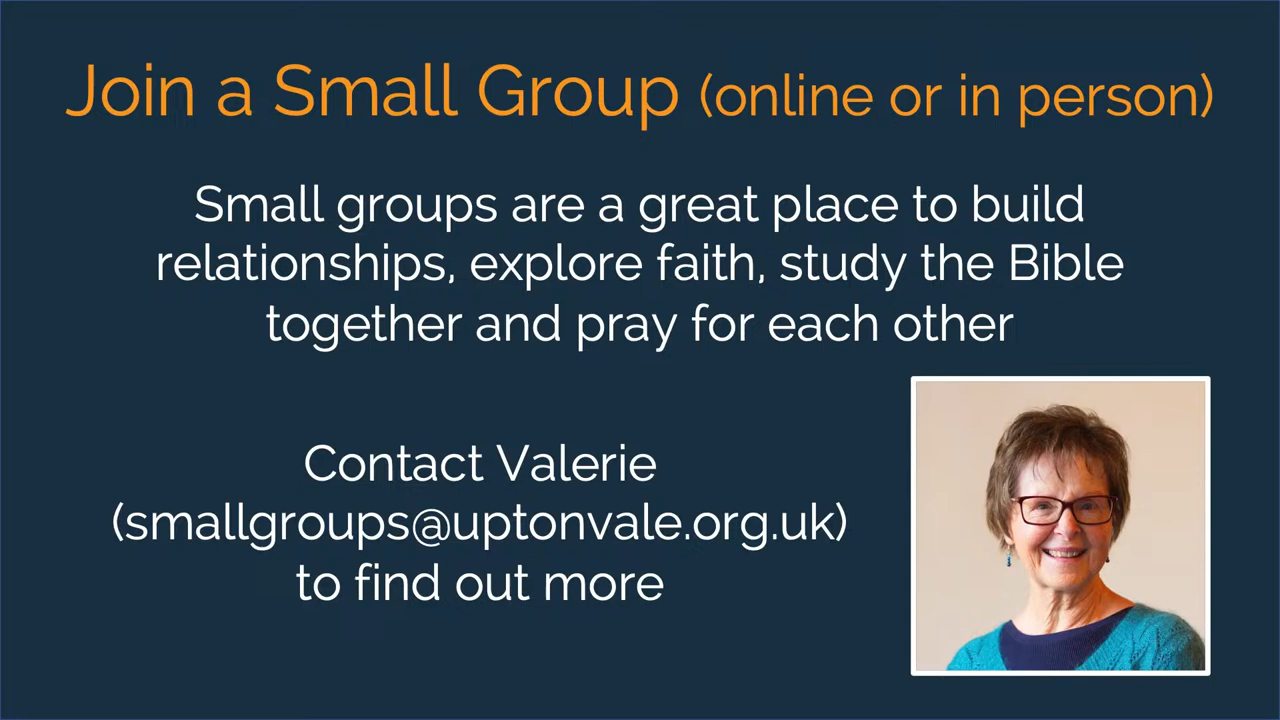 Join a Small Group (online or in person)
Small groups are a great place to build
relationships, explore faith, study the Bible
together and pray for each other
Contact Valerie
(smallgroups@uptonvale.org.uk)
to find out more